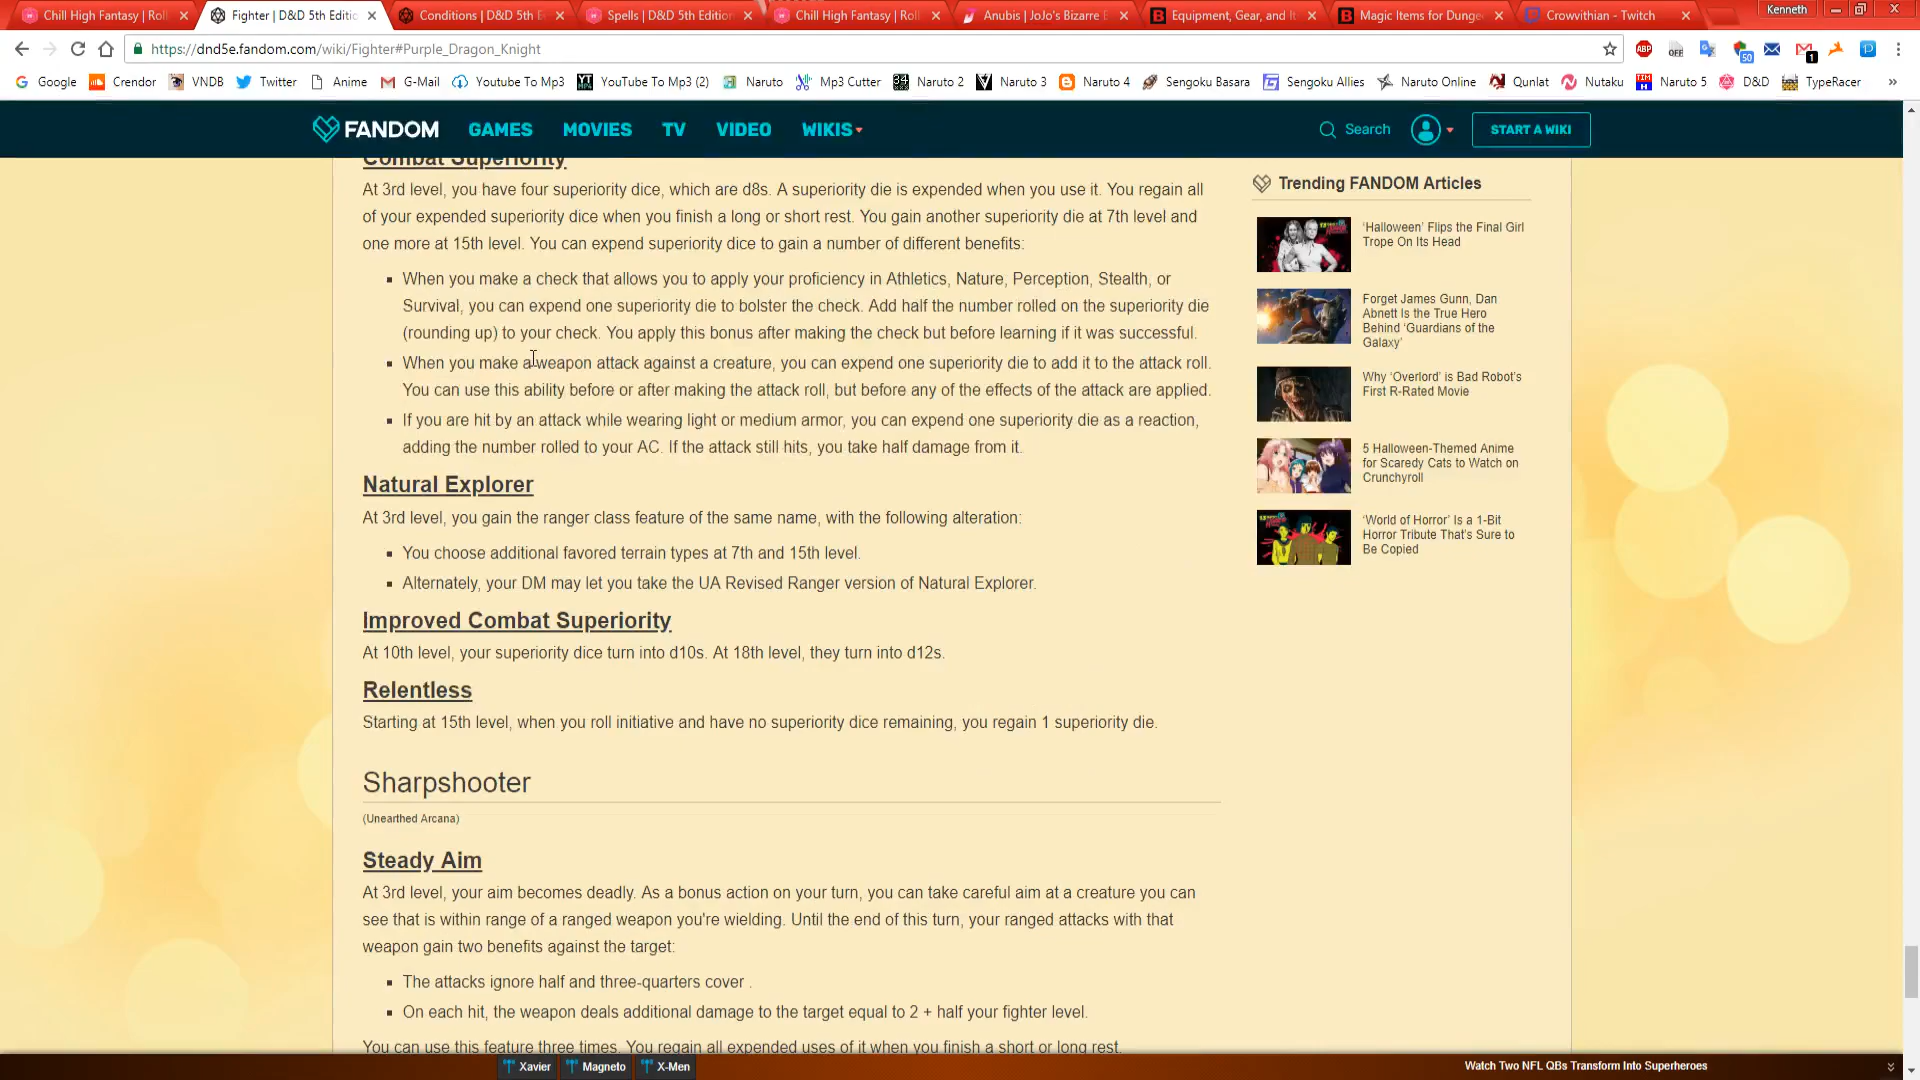 Chill High Fantasy | Roll
Fighter | D&D 5th Editio
Conditions | D&D 5th E
Spells | D&D 5th Edition
Chill High Fantasy | Roll
Anubis | JoJo's Bizarre
Equipment, Gear, and It
Magic Items for Dunge
Crowvithian - Twitch
Kenneth
https://dnd5e.fandom.com/wiki/Fighter#Purple_Dragon_Knight
ABP
OFF
50
1
Google
Crendor
VNDB
Twitter
Anime
G-Mail
Youtube To Mp3
YouTube To Mp3 (2)
Naruto
Mp3 Cutter
Naruto 2
Naruto 3
Naruto 4
Sengoku Basara
Sengoku Allies
Naruto Online
Qunlat
Nutaku
Naruto 5
D&D
TypeRacer
»
FANDOM
GAMES
MOVIES
TV
VIDEO
WIKIS
Search
START A WIKI
Combat Superiority
At 3rd level, you have four superiority dice, which are d8s. A superiority die is expended when you use it. You regain all
of your expended superiority dice when you finish a long or short rest. You gain another superiority die at 7th level and
one more at 15th level. You can expend superiority dice to gain a number of different benefits:
When you make a check that allows you to apply your proficiency in Athletics, Nature, Perception, Stealth, or
Survival, you can expend one superiority die to bolster the check. Add half the number rolled on the superiority die
(rounding up) to your check. You apply this bonus after making the check but before learning if it was successful.
When you make a weapon attack against a creature, you can expend one superiority die to add it to the attack roll.
You can use this ability before or after making the attack roll, but before any of the effects of the attack are applied.
If you are hit by an attack while wearing light or medium armor, you can expend one superiority die as a reaction,
adding the number rolled to your AC. If the attack still hits, you take half damage from it.
Natural Explorer
At 3rd level, you gain the ranger class feature of the same name, with the following alteration:
You choose additional favored terrain types at 7th and 15th level.
Alternately, your DM may let you take the UA Revised Ranger version of Natural Explorer.
Improved Combat Superiority
At 10th level, your superiority dice turn into d10s. At 18th level, they turn into d12s.
Relentless
Starting at 15th level, when you roll initiative and have no superiority dice remaining, you regain 1 superiority die.
Sharpshooter
(Unearthed Arcana)
Steady Aim
At 3rd level, your aim becomes deadly. As a bonus action on your turn, you can take careful aim at a creature you can
see that is within range of a ranged weapon you're wielding. Until the end of this turn, your ranged attacks with that
weapon gain two benefits against the target:
The attacks ignore half and three-quarters cover .
On each hit, the weapon deals additional damage to the target equal to 2 + half your fighter level.
You can use this feature three times. You regain all expended uses of it when you finish a short or long rest.
Trending FANDOM Articles
'Halloween' Flips the Final Girl
Trope On Its Head
Forget James Gunn, Dan
Abnett Is the True Hero
Behind 'Guardians of the
Galaxy'
Why 'Overlord' is Bad Robot's
First R-Rated Movie
5 Halloween-Themed Anime
for Scaredy Cats to Watch on
Crunchyroll
'World of Horror' Is a 1-Bit
Horror Tribute That's Sure to
Be Copied
Xavier
Magneto
X-Men
Watch Two NFL QBs Transform Into Superheroes